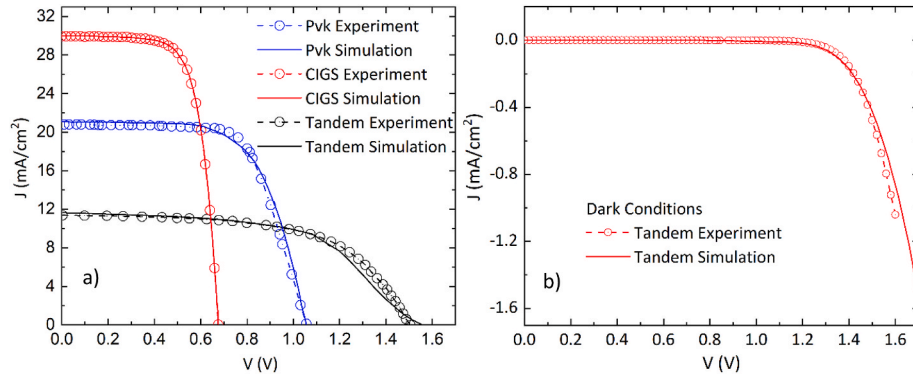 32
28
24
20
16
12
8
4
0
J (mA/cm²)
0.0 0.2 0.4 0.6 0.8 1.0 1.2 1.4 1.6
V (V)
Pvk Experiment
Pvk Simulation
CIGS Experiment
CIGS Simulation
Tandem Experiment
Tandem Simulation
a)
0.0
-0.4
-0.8
-1.2
-1.6
J (mA/cm²)
0.0 0.2 0.4 0.6 0.8 1.0 1.2 1.4 1.6
V (V)
Dark Conditions
Tandem Experiment
Tandem Simulation
b)